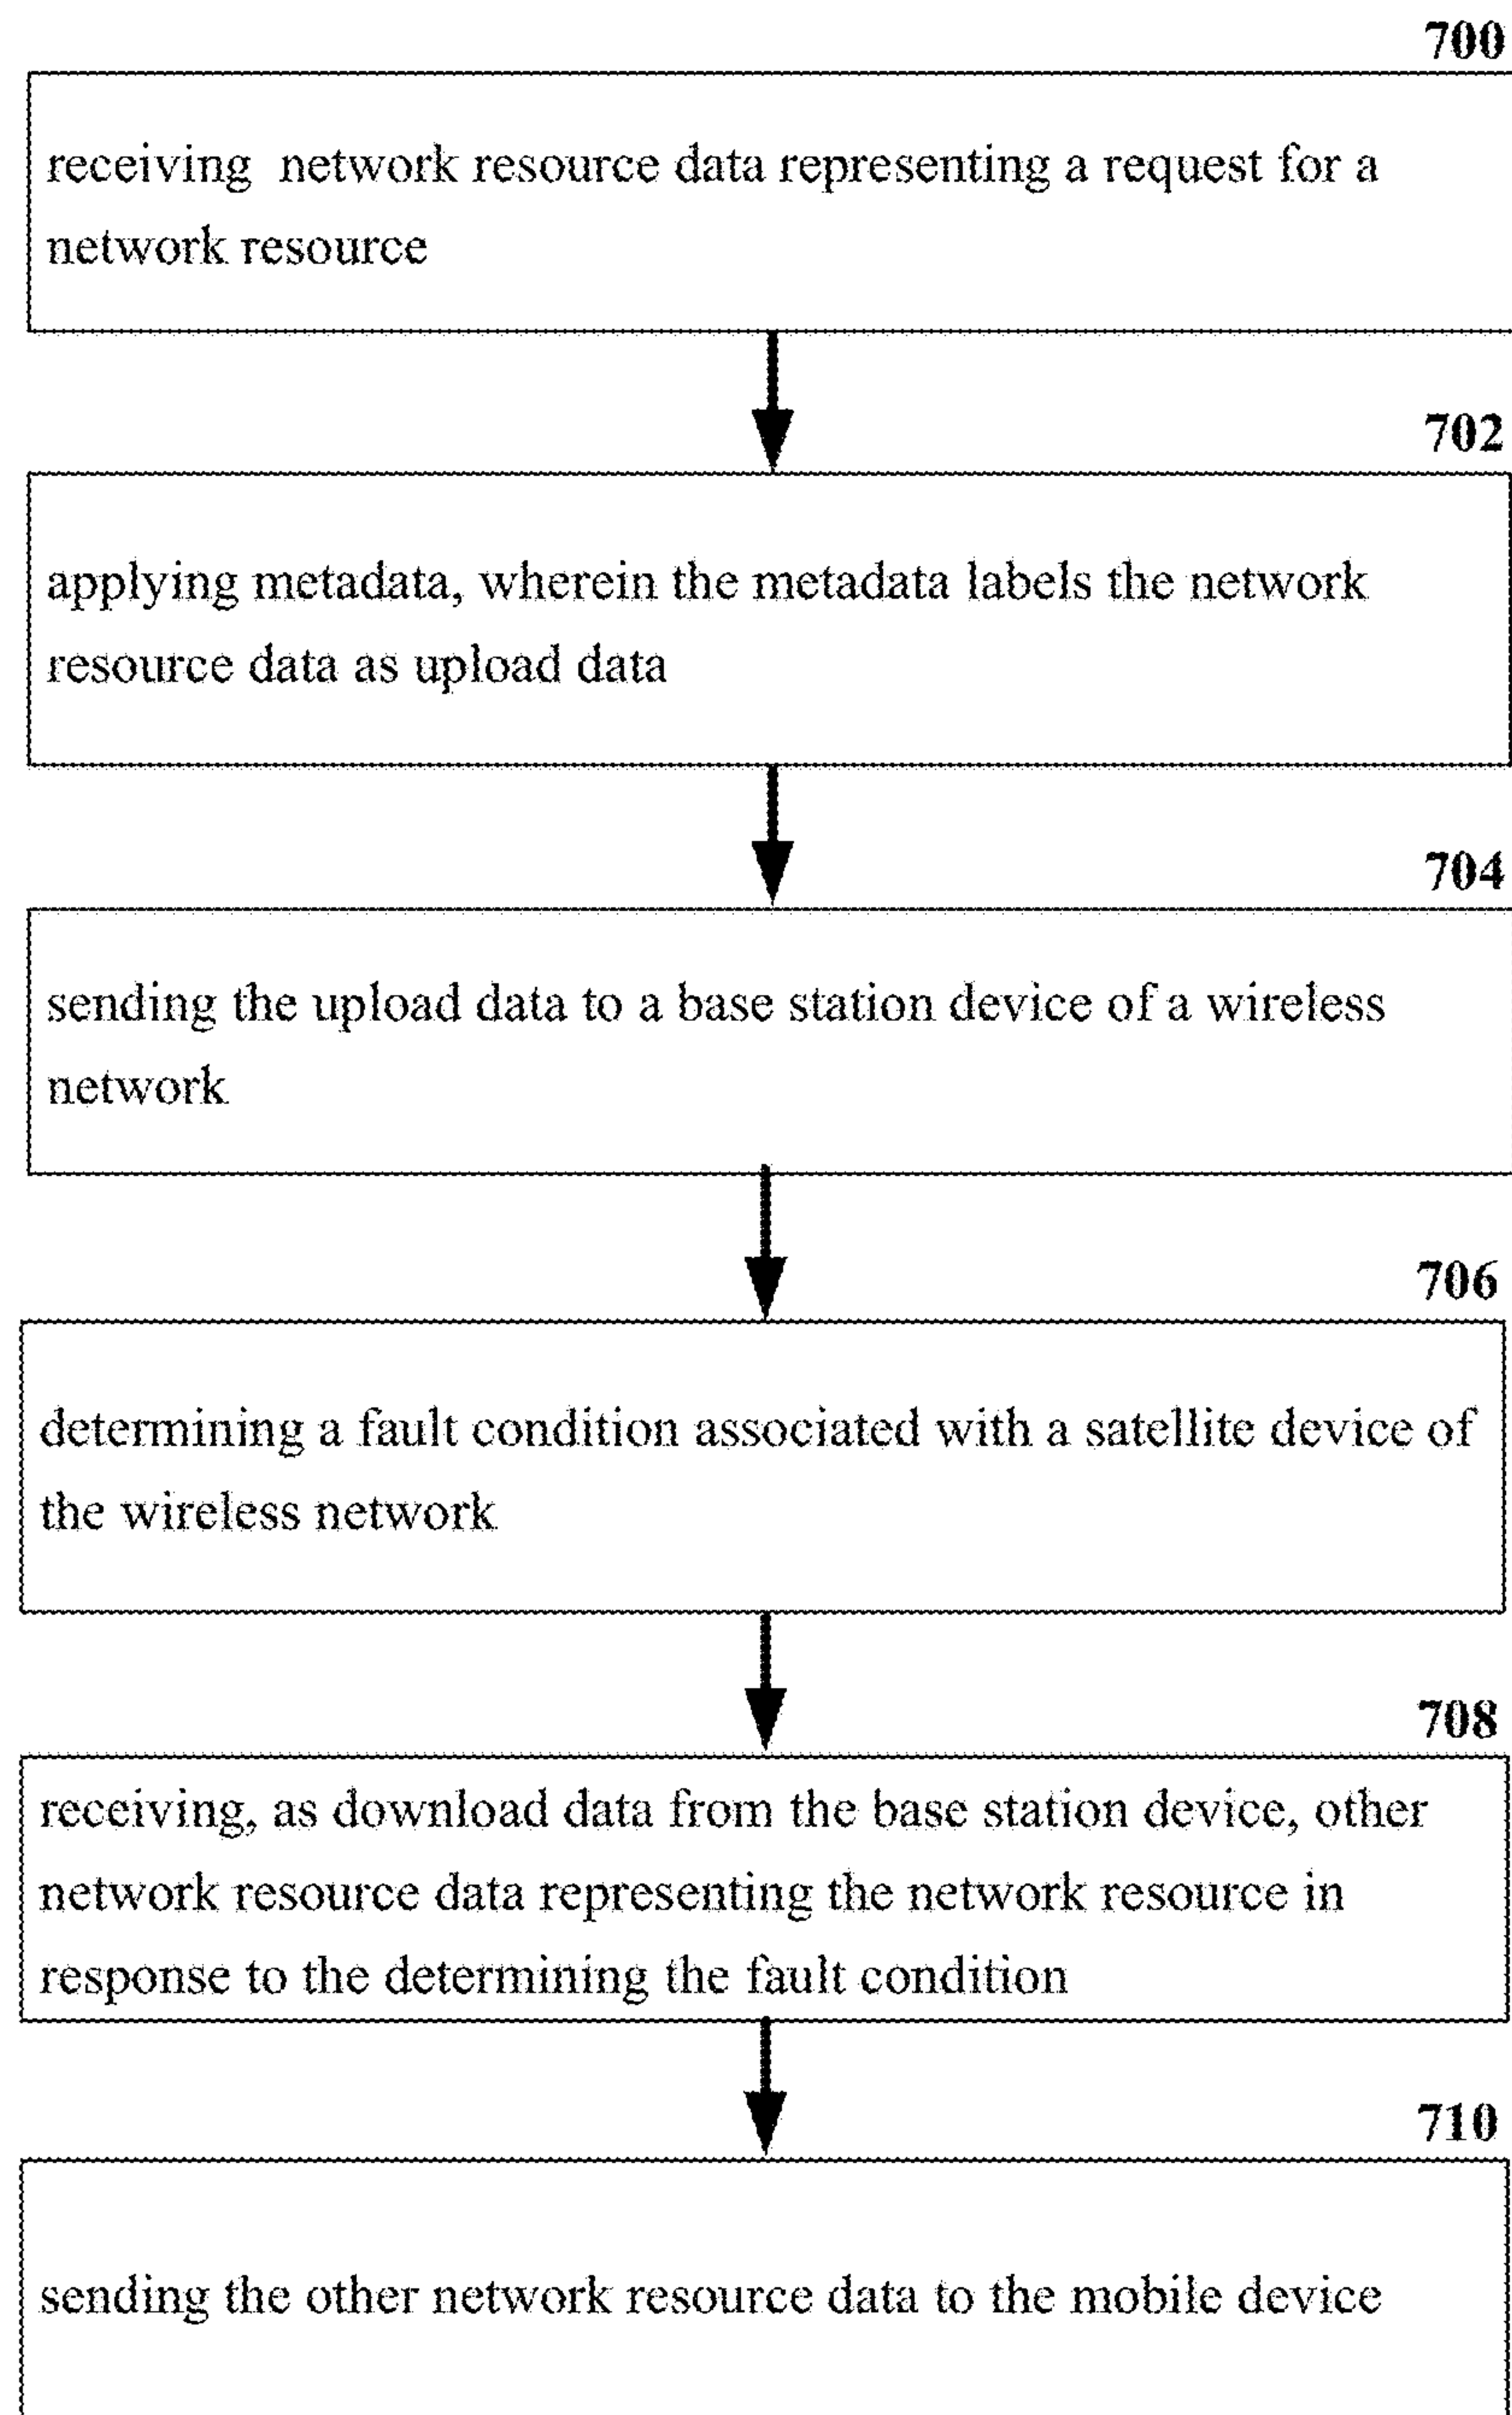 700
receiving network resource data representing a request for a
network resource
702
applying metadata, wherein the metadata labels the network
resource data as upload data
704
sending the upload data to a base station device of a wireless
network
706
determining a fault condition associated with a satellite device of
the wireless network
708
receiving, as download data from the base station device, other
network resource data representing the network resource in
response to the determining the fault condition
710
sending the other network resource data to the mobile device